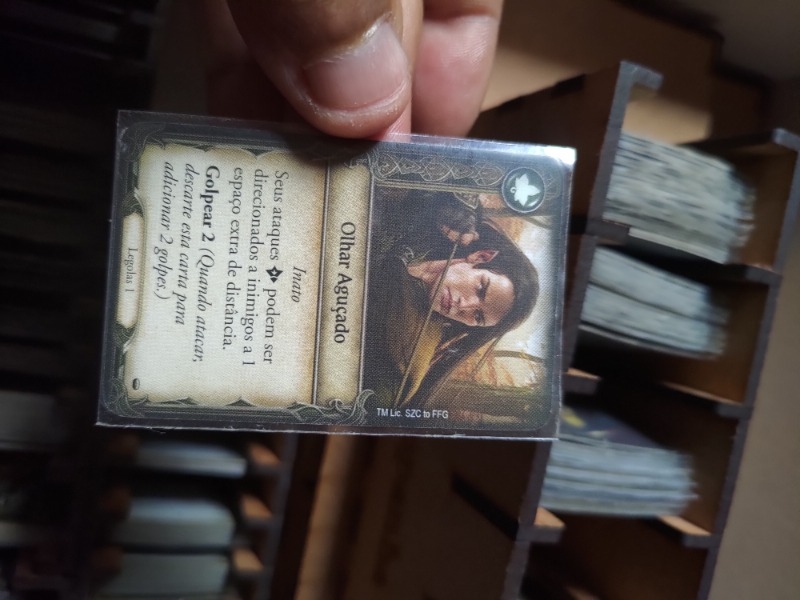 TM Lic. SZC to FFG
Olhar Aguçado
Inato
Seus ataques podem ser
direcionados a inimigos a 1
espaço extra de distância.
Golpear 2 (Quando atacar,
descarte esta carta para
adicionar 2 golpes.)
Legolas 1